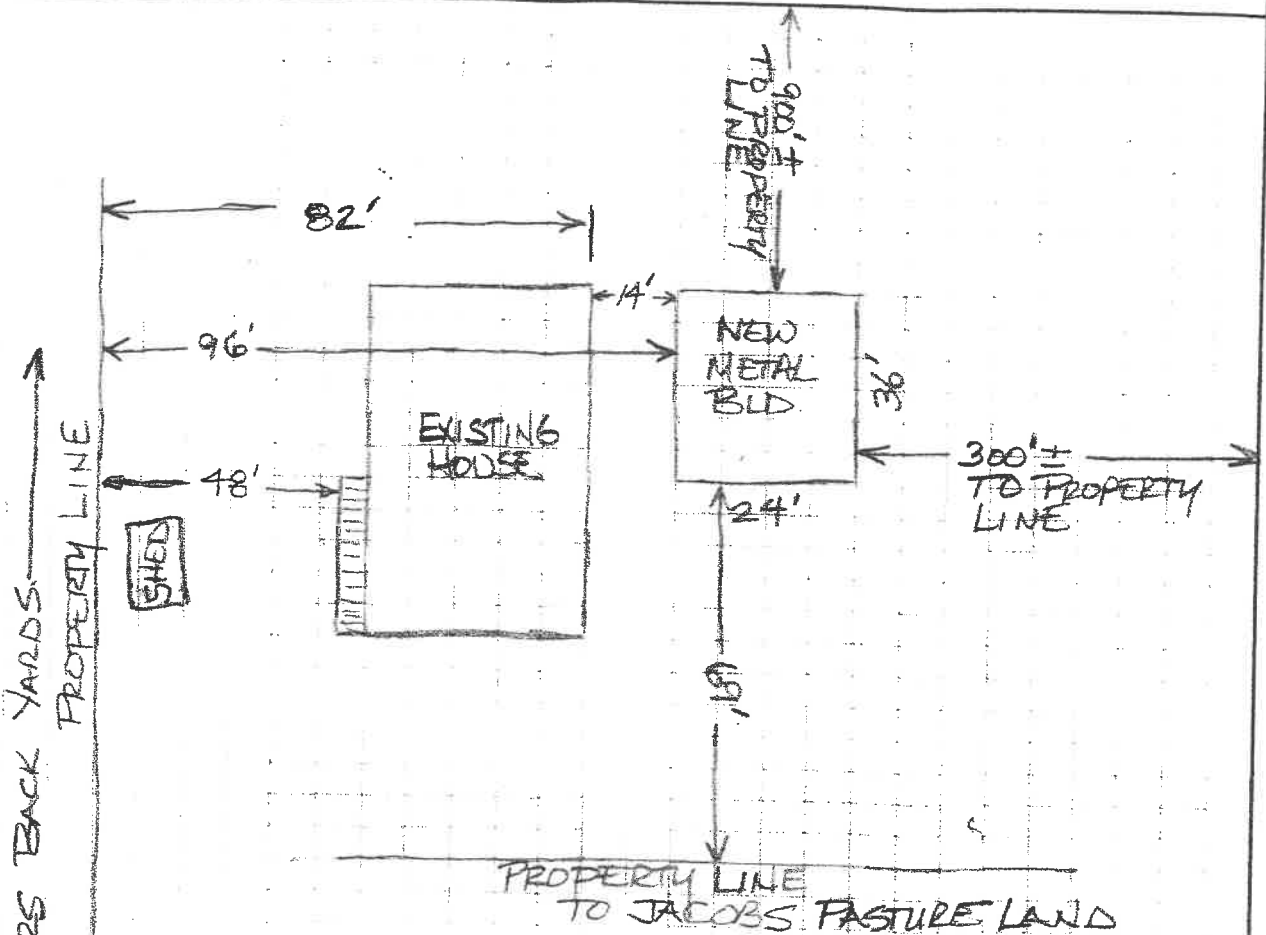 TO PROPERTY
LINE
82'
14'
96'
NEW
METAL
BLD.
36'
EXISTING
HOUSE
48'
24'
300'±
TO PROPERTY
LINE
SHED
PROPERTY LINE
BACK YARDS
PROPERTY LINE
TO JACOBS PASTURE LAND